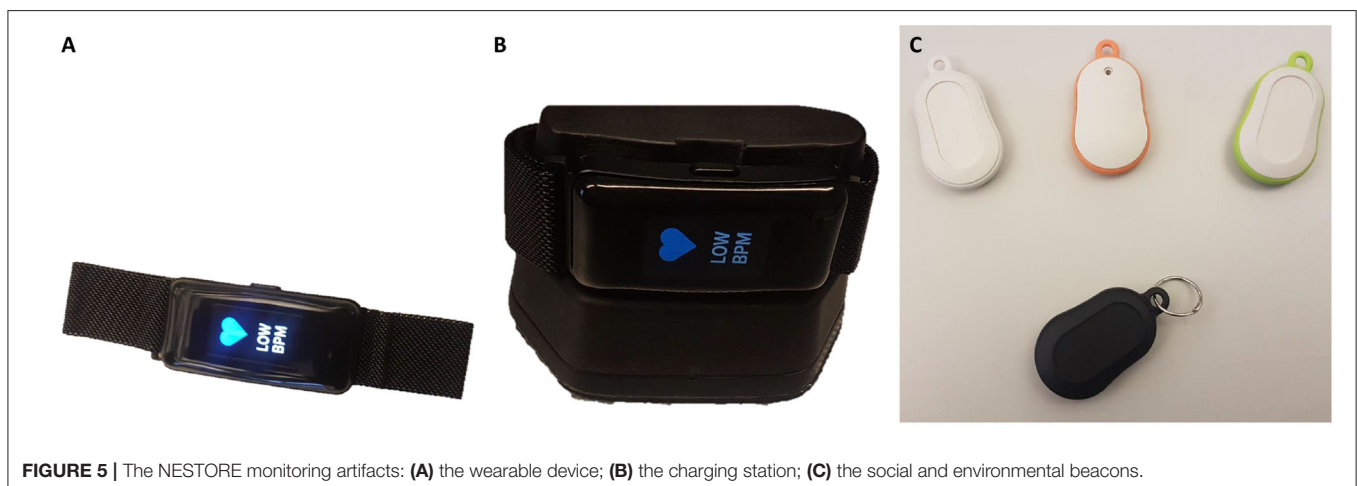 A
B
C
LOW
BPM
LOW
BPM
FIGURE 5 | The NESTORE monitoring artifacts: (A) the wearable device; (B) the charging station; (C) the social and environmental beacons.